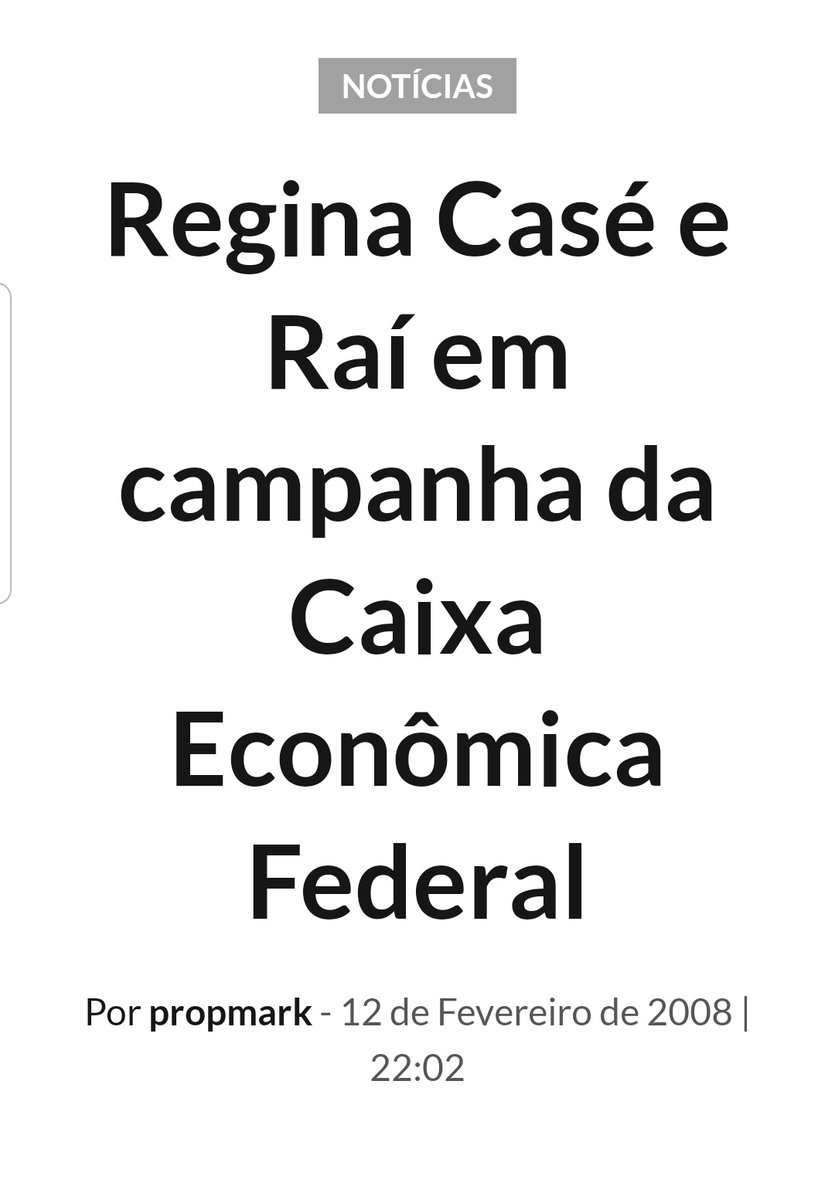 NOTÍCIAS
Regina Casé e
Raí em
campanha da
Caixa
Econômica
Federal
Por propmark - 12 de Fevereiro de 2008 |
22:02